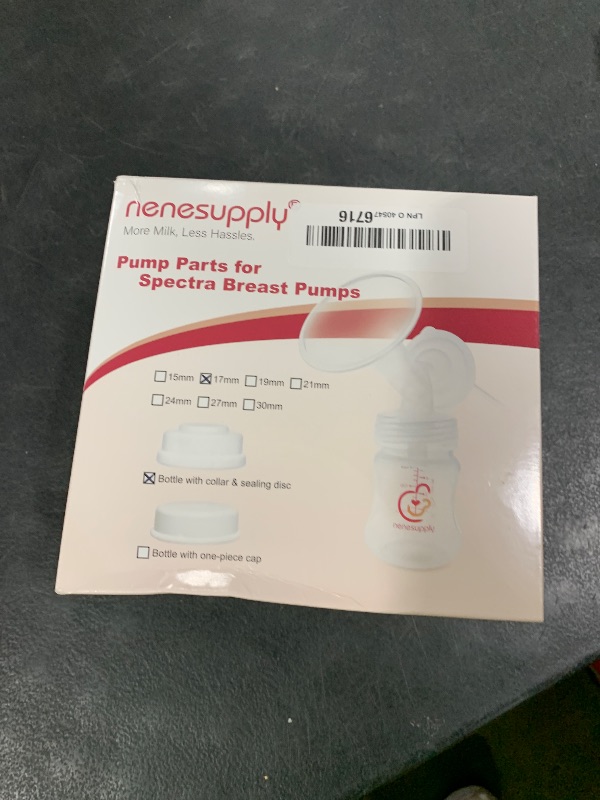 nenesupply®
More Milk, Less Hassles.
LPN O 40547 6716
Pump Parts for
Spectra Breast Pumps
15mm 17mm 19mm 21mm
24mm 27mm 30mm
Bottle with collar & sealing disc
Bottle with one-piece cap
nenesupply